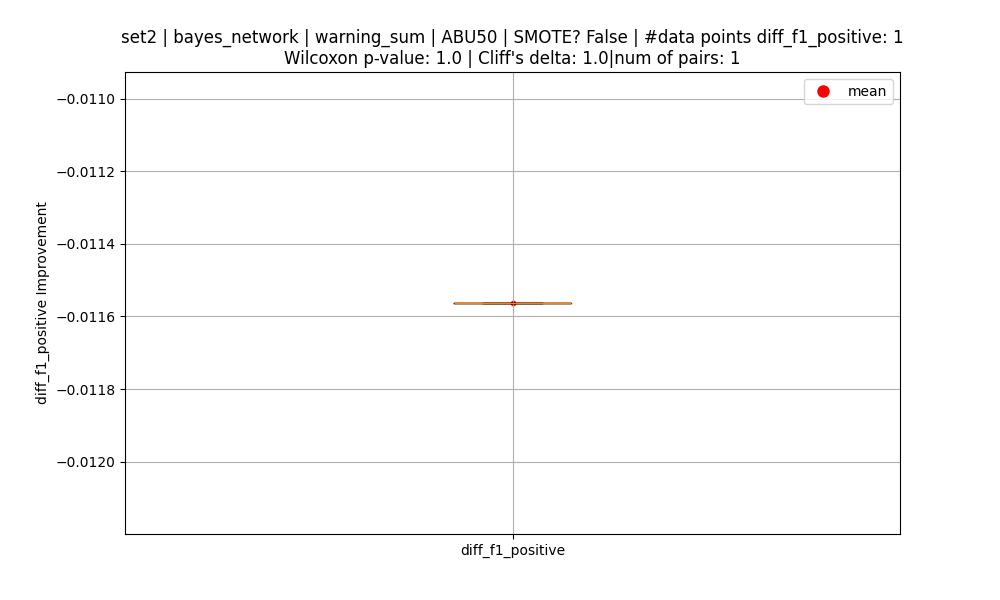 set2 | bayes_network | warning_sum | ABU50 | SMOTE? False | #data points diff_f1_positive: 1
Wilcoxon p-value: 1.0 | Cliff's delta: 1.0|num of pairs: 1
mean
−0.0110
−0.0112
−0.0114
−0.0116
−0.0118
−0.0120
diff_f1_positive Improvement
diff_f1_positive